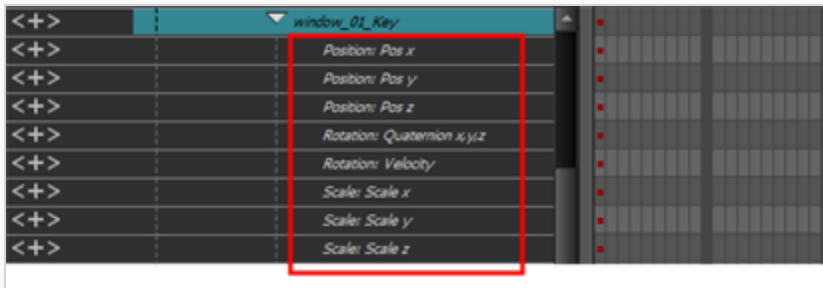 <+> window_01_Key
<+> Position: Pos x
<+> Position: Pos y
<+> Position: Pos z
<+> Rotation: Quaternion x,y,z
<+> Rotation: Velocity
<+> Scale: Scale x
<+> Scale: Scale y
<+> Scale: Scale z